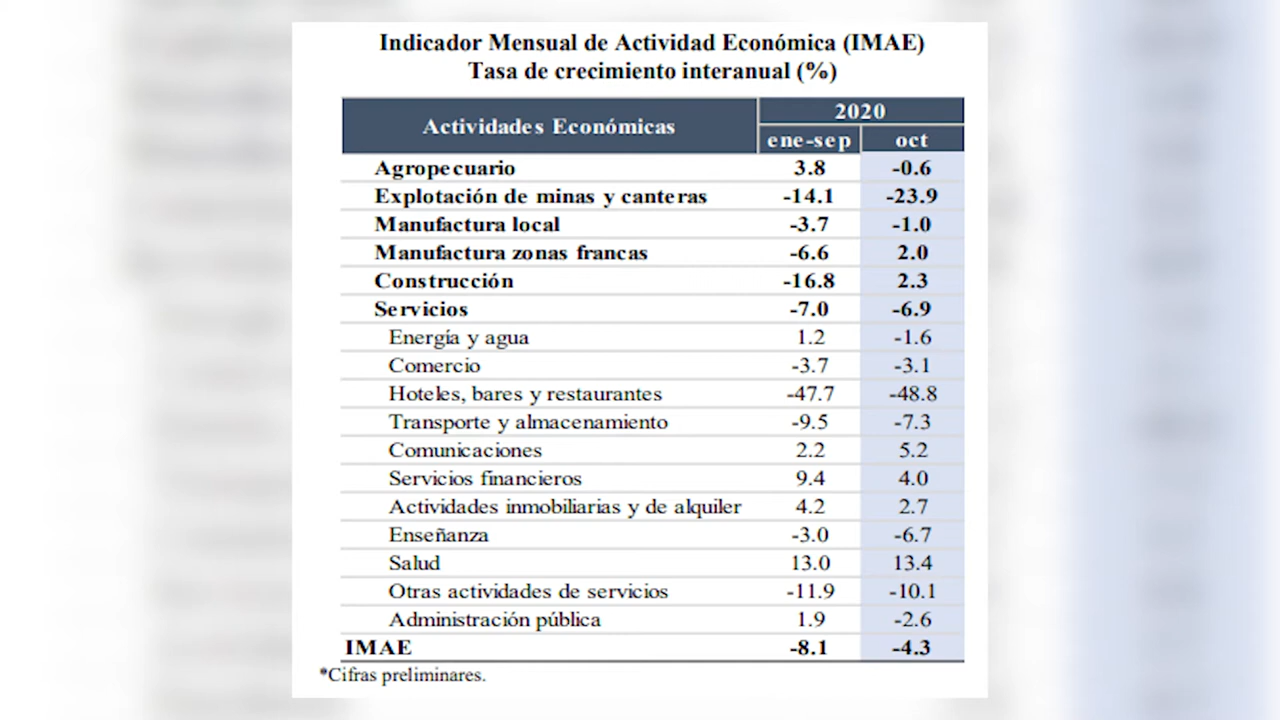 Indicador Mensual de Actividad Económica (IMAE)
Tasa de crecimiento interanual (%)
Actividades Económicas 2020
ene-sep oct
Agropecuario 3.8 -0.6
Explotación de minas y canteras -14.1 -23.9
Manufactura local -3.7 -1.0
Manufactura zonas francas -6.6 2.0
Construcción -16.8 2.3
Servicios -7.0 -6.9
Energía y agua 1.2 -1.6
Comercio -3.7 -3.1
Hoteles, bares y restaurantes -47.7 -48.8
Transporte y almacenamiento -9.5 -7.3
Comunicaciones 2.2 5.2
Servicios financieros 9.4 4.0
Actividades inmobiliarias y de alquiler 4.2 2.7
Enseñanza -3.0 -6.7
Salud 13.0 13.4
Otras actividades de servicios -11.9 -10.1
Administración pública 1.9 -2.6
IMAE -8.1 -4.3
*Cifras preliminares.